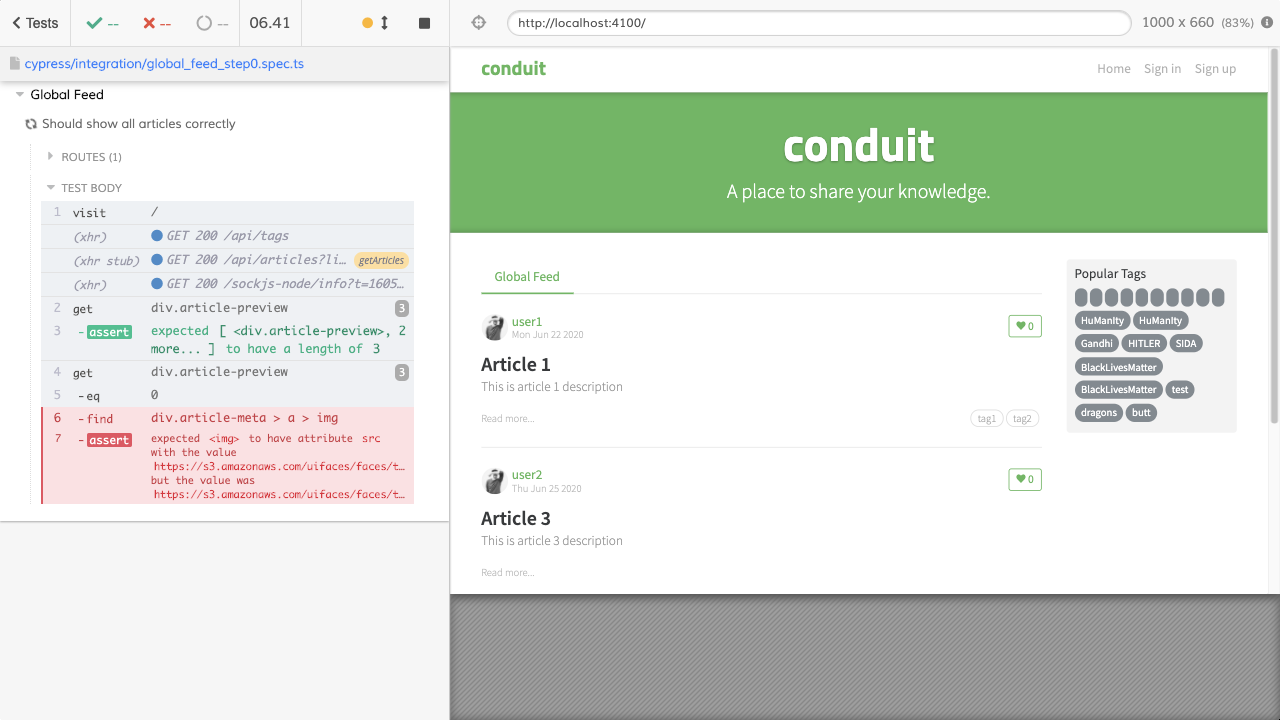 Tests
--
--
--
06.41
http://localhost:4100/
1000 x 660 (83%)
cypress/integration/global_feed_step0.spec.ts
Global Feed
Should show all articles correctly
ROUTES (1)
TEST BODY
1 visit /
(xhr) GET 200 /api/tags
(xhr stub) GET 200 /api/articles?li... getArticles
(xhr) GET 200 /sockjs-node/info?t=1605...
2 get div.article-preview 3
3 -assert expected [ <div.article-preview>, 2
more... ] to have a length of 3
4 get div.article-preview 3
5 -eq 0
6 -find div.article-meta > a > img
7 -assert expected <img> to have attribute src
with the value
https://s3.amazonaws.com/uifaces/faces/t...
but the value was
https://s3.amazonaws.com/uifaces/faces/t...
conduit
Home Sign in Sign up
conduit
A place to share your knowledge.
Global Feed
user1
Mon Jun 22 2020
0
Article 1
This is article 1 description
Read more...
tag1 tag2
user2
Thu Jun 25 2020
0
Article 3
This is article 3 description
Read more...
Popular Tags
HuManIty HuManIty
Gandhi HITLER SIDA
BlackLivesMatter
BlackLivesMatter test
dragons butt